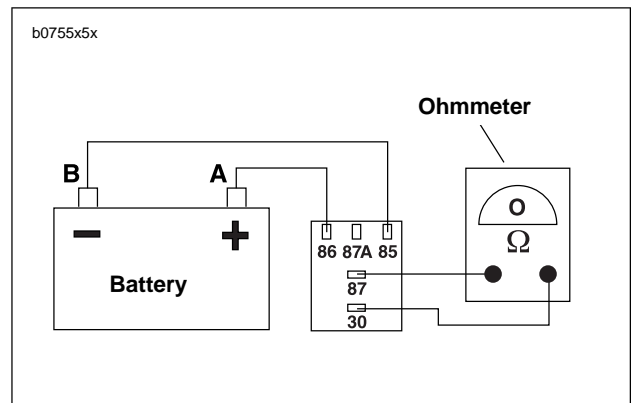 b0755x5x
Ohmmeter
B A
O
Ω
− +
86 87A 85
Battery
87
30